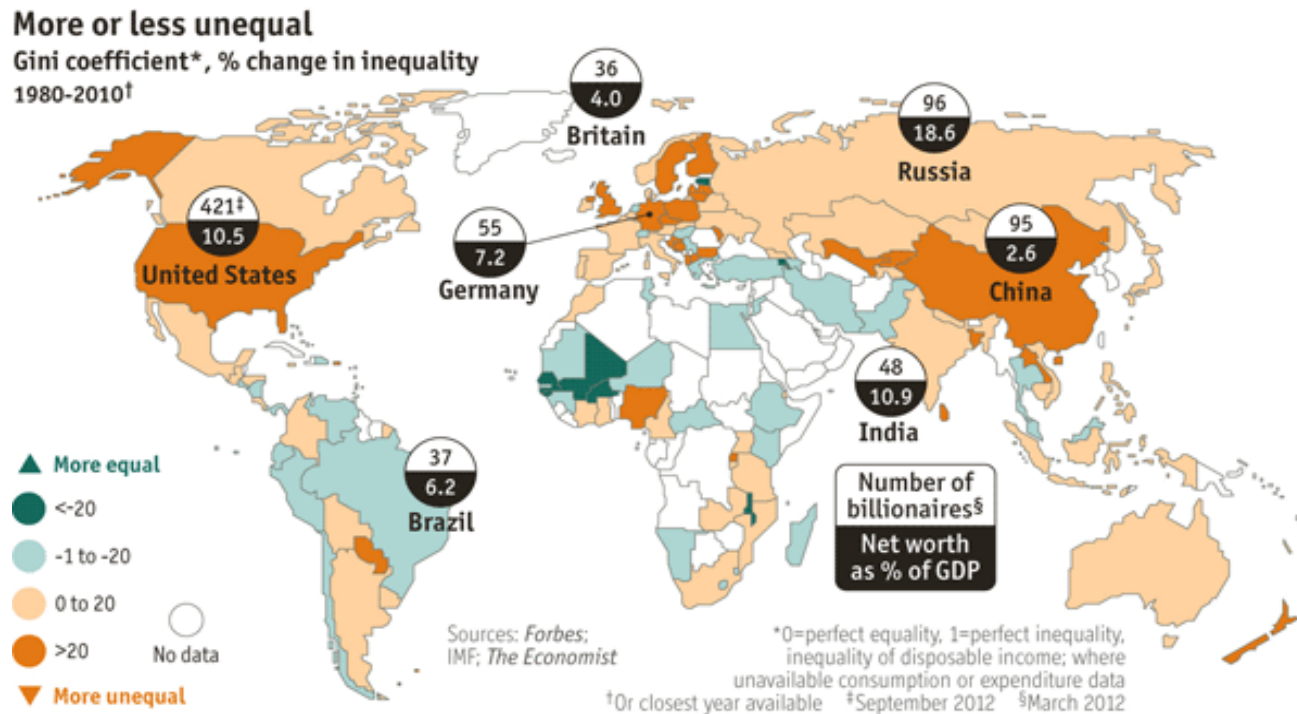 More or less unequal
Gini coefficient*, % change in inequality
1980-2010†
36
4.0
Britain
96
18.6
Russia
421‡
10.5
United States
55
7.2
Germany
95
2.6
China
48
10.9
India
37
6.2
Brazil
▲ More equal
<-20
-1 to -20
0 to 20
>20
▼ More unequal
No data
Number of
billionaires§
Net worth
as % of GDP
Sources: Forbes;
IMF; The Economist
*0=perfect equality, 1=perfect inequality,
inequality of disposable income; where
unavailable consumption or expenditure data
†Or closest year available ‡September 2012 §March 2012